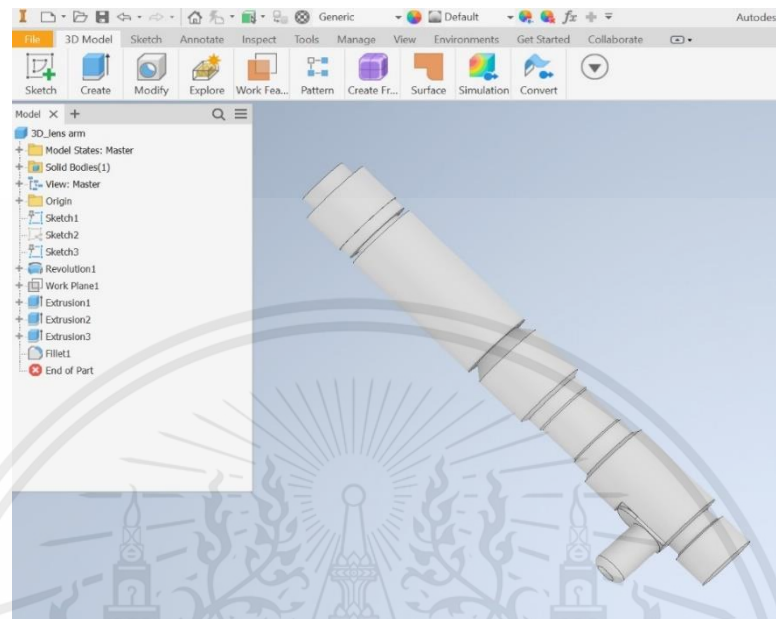 Generic Default fx Autodes
File 3D Model Sketch Annotate Inspect Tools Manage View Environments Get Started Collaborate
Sketch Create Modify Explore Work Fea... Pattern Create Fr... Surface Simulation Convert
Model
3D_lens arm
Model States: Master
Solid Bodies(1)
View: Master
Origin
Sketch1
Sketch2
Sketch3
Revolution1
Work Plane1
Extrusion1
Extrusion2
Extrusion3
Fillet1
End of Part